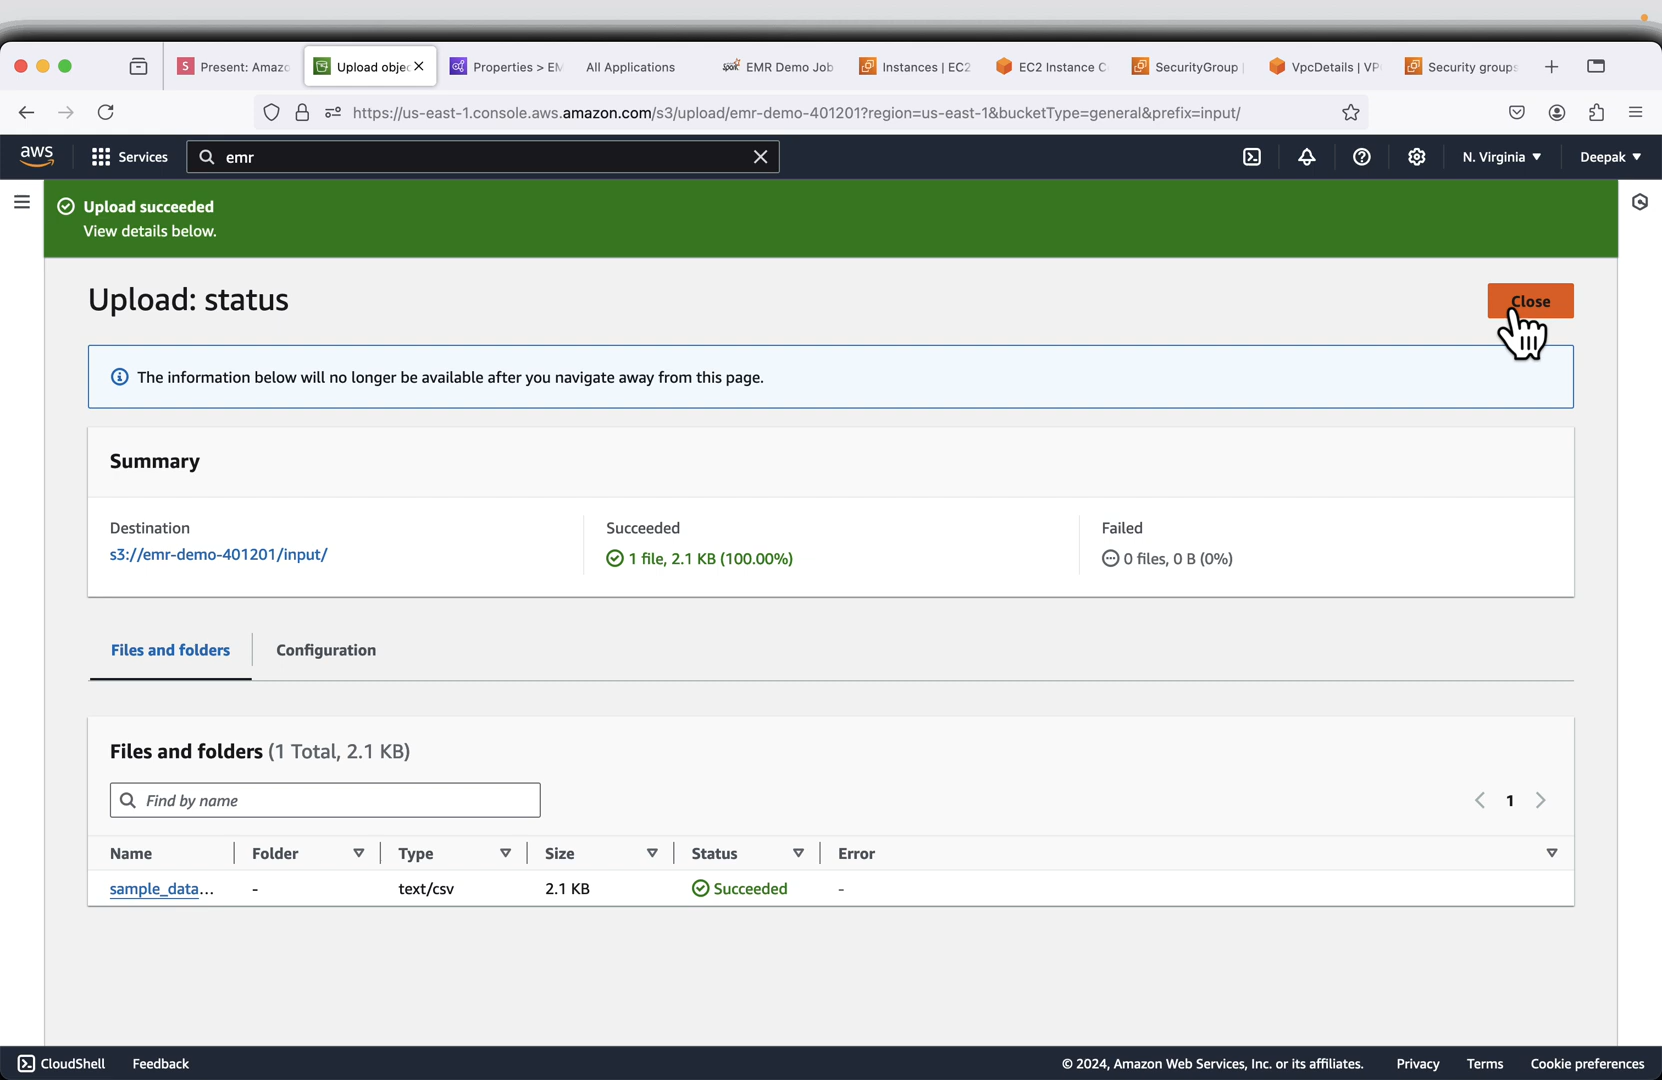 S Present: Amazo
Upload objec
Properties > EM
All Applications
EMR Demo Job
Instances | EC2
EC2 Instance C
SecurityGroup |
VpcDetails | VP
Security groups
https://us-east-1.console.aws.amazon.com/s3/upload/emr-demo-401201?region=us-east-1&bucketType=general&prefix=input/
aws
Services
emr
N. Virginia
Deepak
Upload succeeded
View details below.
Upload: status
Close
The information below will no longer be available after you navigate away from this page.
Summary
Destination
s3://emr-demo-401201/input/
Succeeded
1 file, 2.1 KB (100.00%)
Failed
0 files, 0 B (0%)
Files and folders
Configuration
Files and folders (1 Total, 2.1 KB)
Find by name
1
Name
Folder
Type
Size
Status
Error
sample_data...
-
text/csv
2.1 KB
Succeeded
-
CloudShell
Feedback
© 2024, Amazon Web Services, Inc. or its affiliates.
Privacy
Terms
Cookie preferences